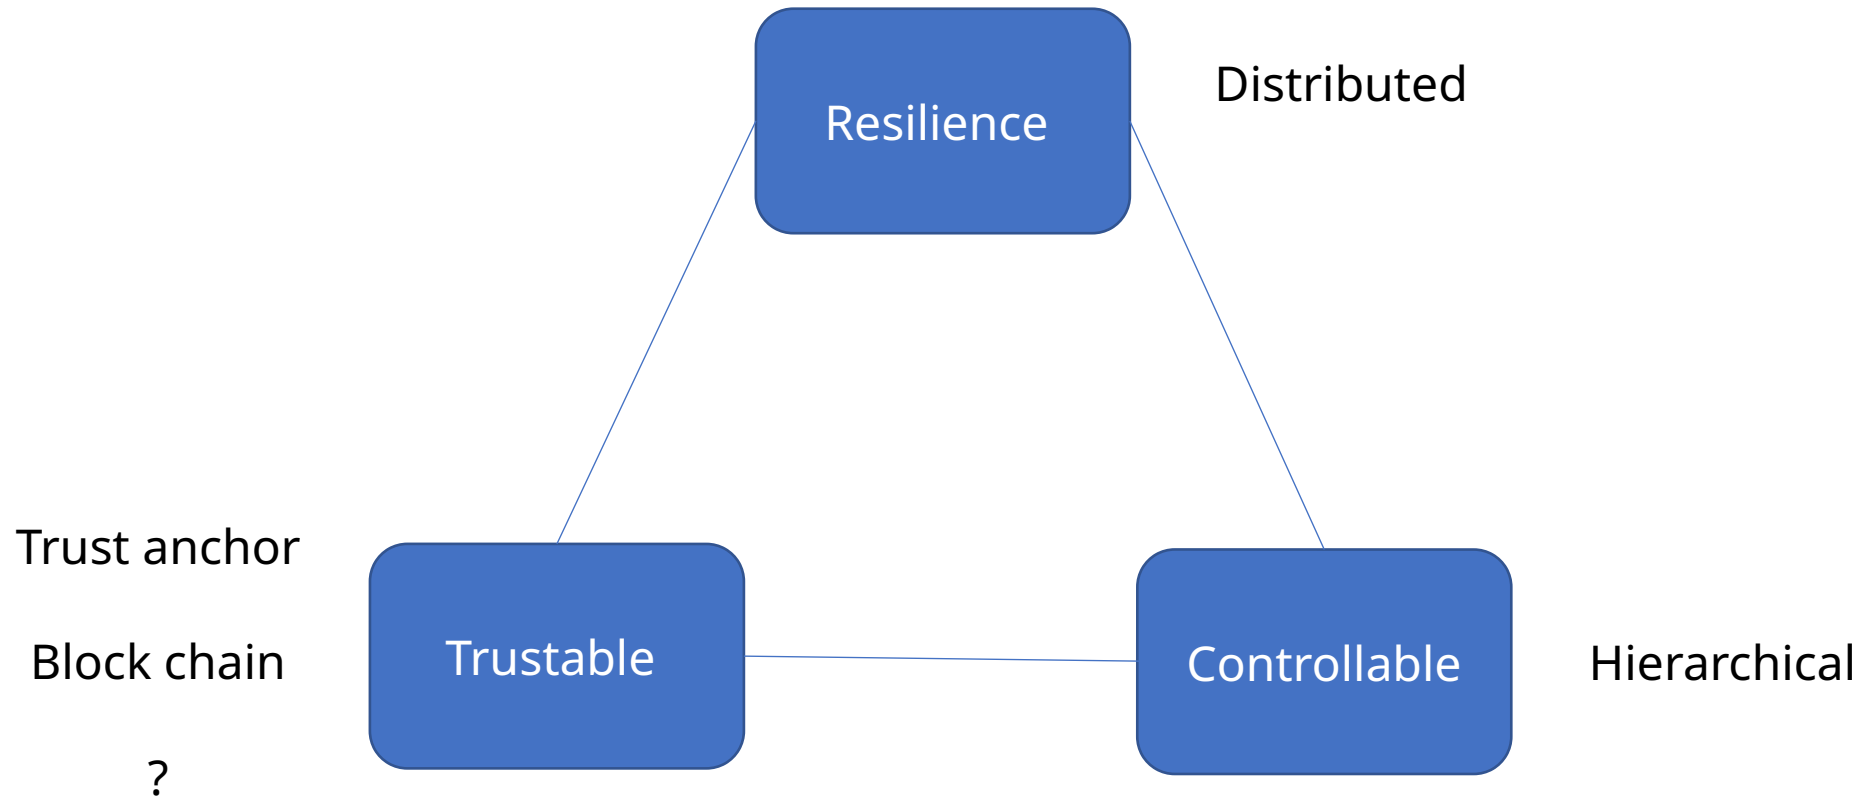 Resilience
Distributed
Trust anchor
Block chain
?
Trustable
Controllable
Hierarchical